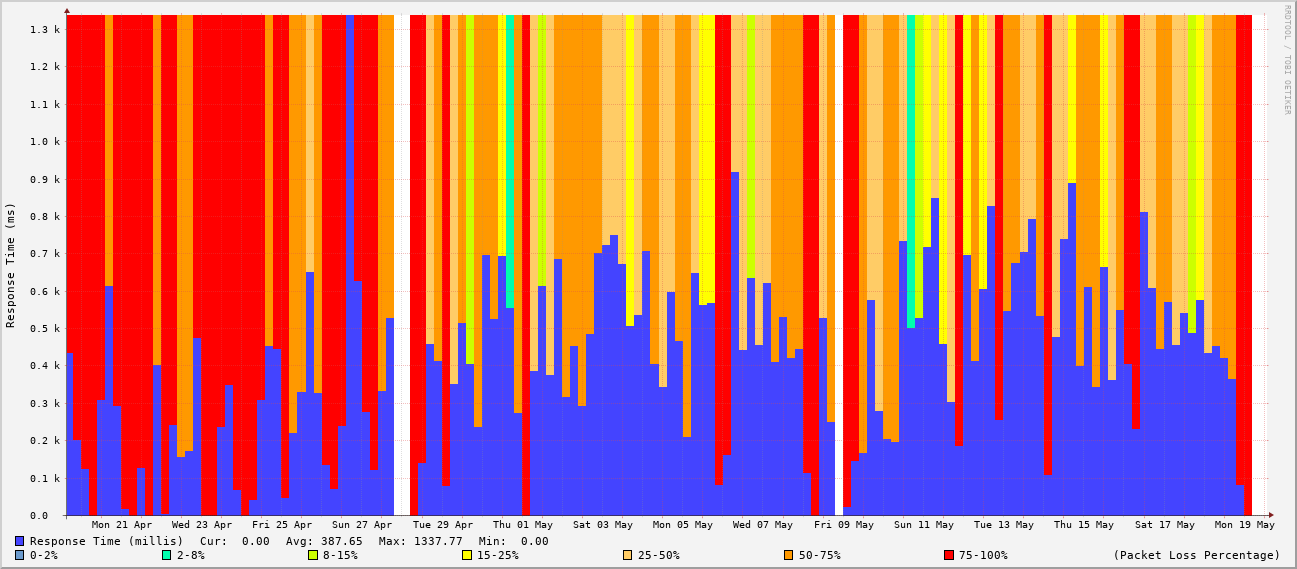 RRDTOOL / TOBI OETIKER
Response Time (ms)
1.3 k
1.2 k
1.1 k
1.0 k
0.9 k
0.8 k
0.7 k
0.6 k
0.5 k
0.4 k
0.3 k
0.2 k
0.1 k
0.0
Mon 21 Apr Wed 23 Apr Fri 25 Apr Sun 27 Apr Tue 29 Apr Thu 01 May Sat 03 May Mon 05 May Wed 07 May Fri 09 May Sun 11 May Tue 13 May Thu 15 May Sat 17 May Mon 19 May
Response Time (millis) Cur: 0.00 Avg: 387.65 Max: 1337.77 Min: 0.00
0-2% 2-8% 8-15% 15-25% 25-50% 50-75% 75-100% (Packet Loss Percentage)